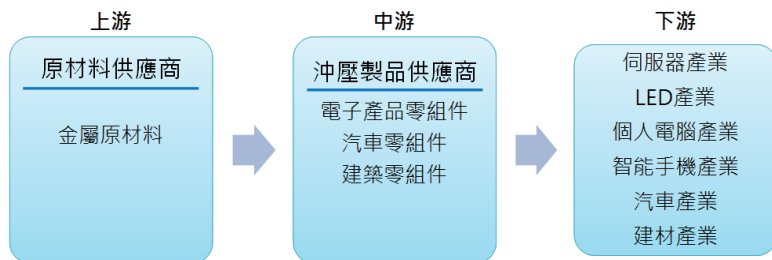 上游
原材料供應商
金屬原材料
中游
沖壓製品供應商
電子產品零組件
汽車零組件
建築零組件
下游
伺服器產業
LED產業
個人電腦產業
智能手機產業
汽車產業
建材產業